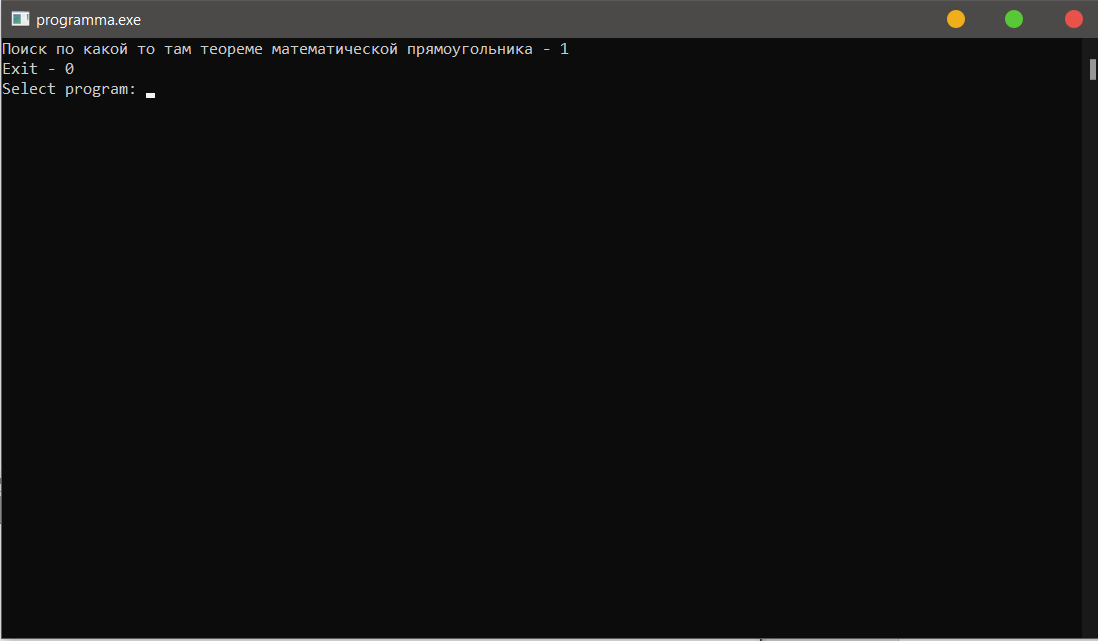 programma.exe
Поиск по какой то там теореме математической прямоугольника - 1
Exit - 0
Select program: